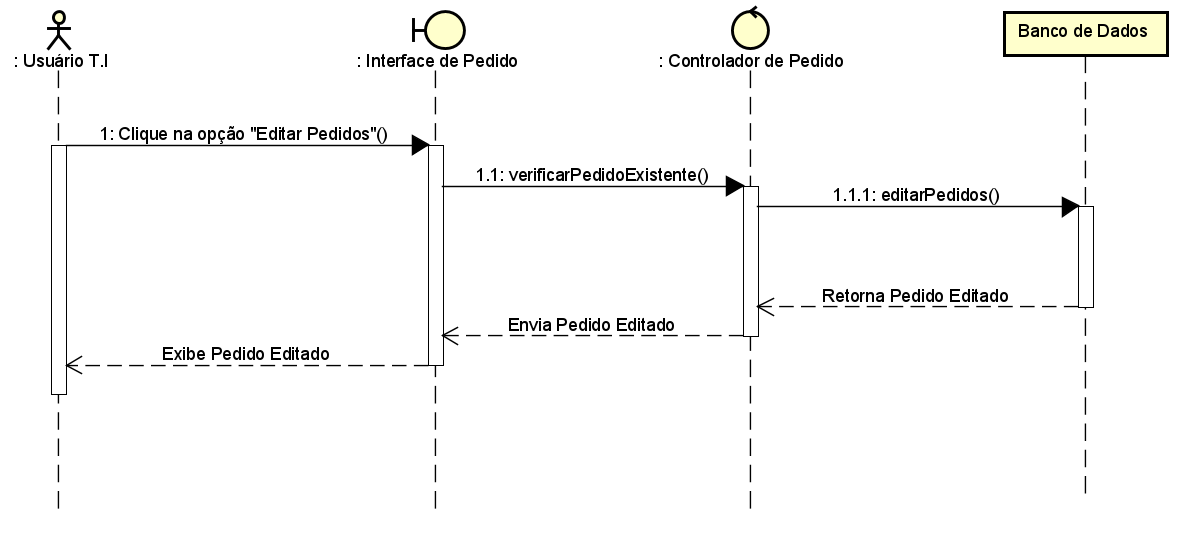 : Usuário T.I
: Interface de Pedido
: Controlador de Pedido
Banco de Dados
1: Clique na opção "Editar Pedidos"()
1.1: verificarPedidoExistente()
1.1.1: editarPedidos()
Retorna Pedido Editado
Envia Pedido Editado
Exibe Pedido Editado